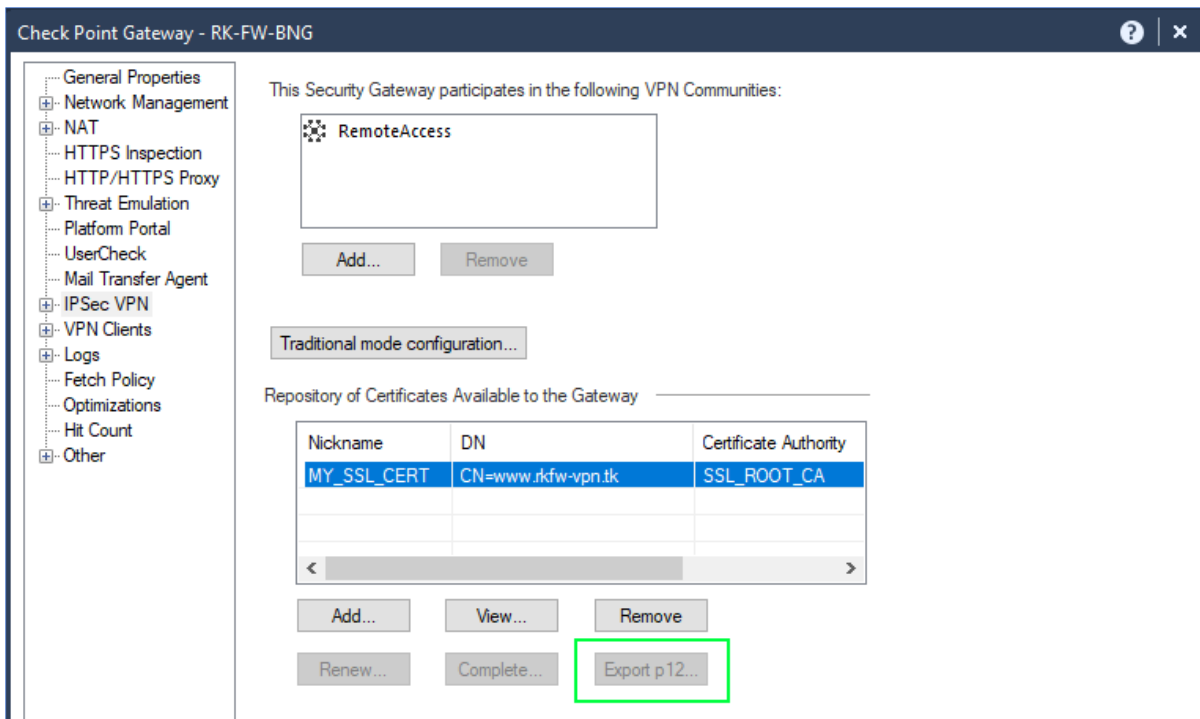 Check Point Gateway - RK-FW-BNG
?
×
General Properties
Network Management
NAT
HTTPS Inspection
HTTP/HTTPS Proxy
Threat Emulation
Platform Portal
UserCheck
Mail Transfer Agent
IPSec VPN
VPN Clients
Logs
Fetch Policy
Optimizations
Hit Count
Other
This Security Gateway participates in the following VPN Communities:
RemoteAccess
Add... Remove
Traditional mode configuration...
Repository of Certificates Available to the Gateway
Nickname DN Certificate Authority
MY_SSL_CERT CN=www.rkfw-vpn.tk SSL_ROOT_CA
Add... View... Remove
Renew... Complete... Export p12...